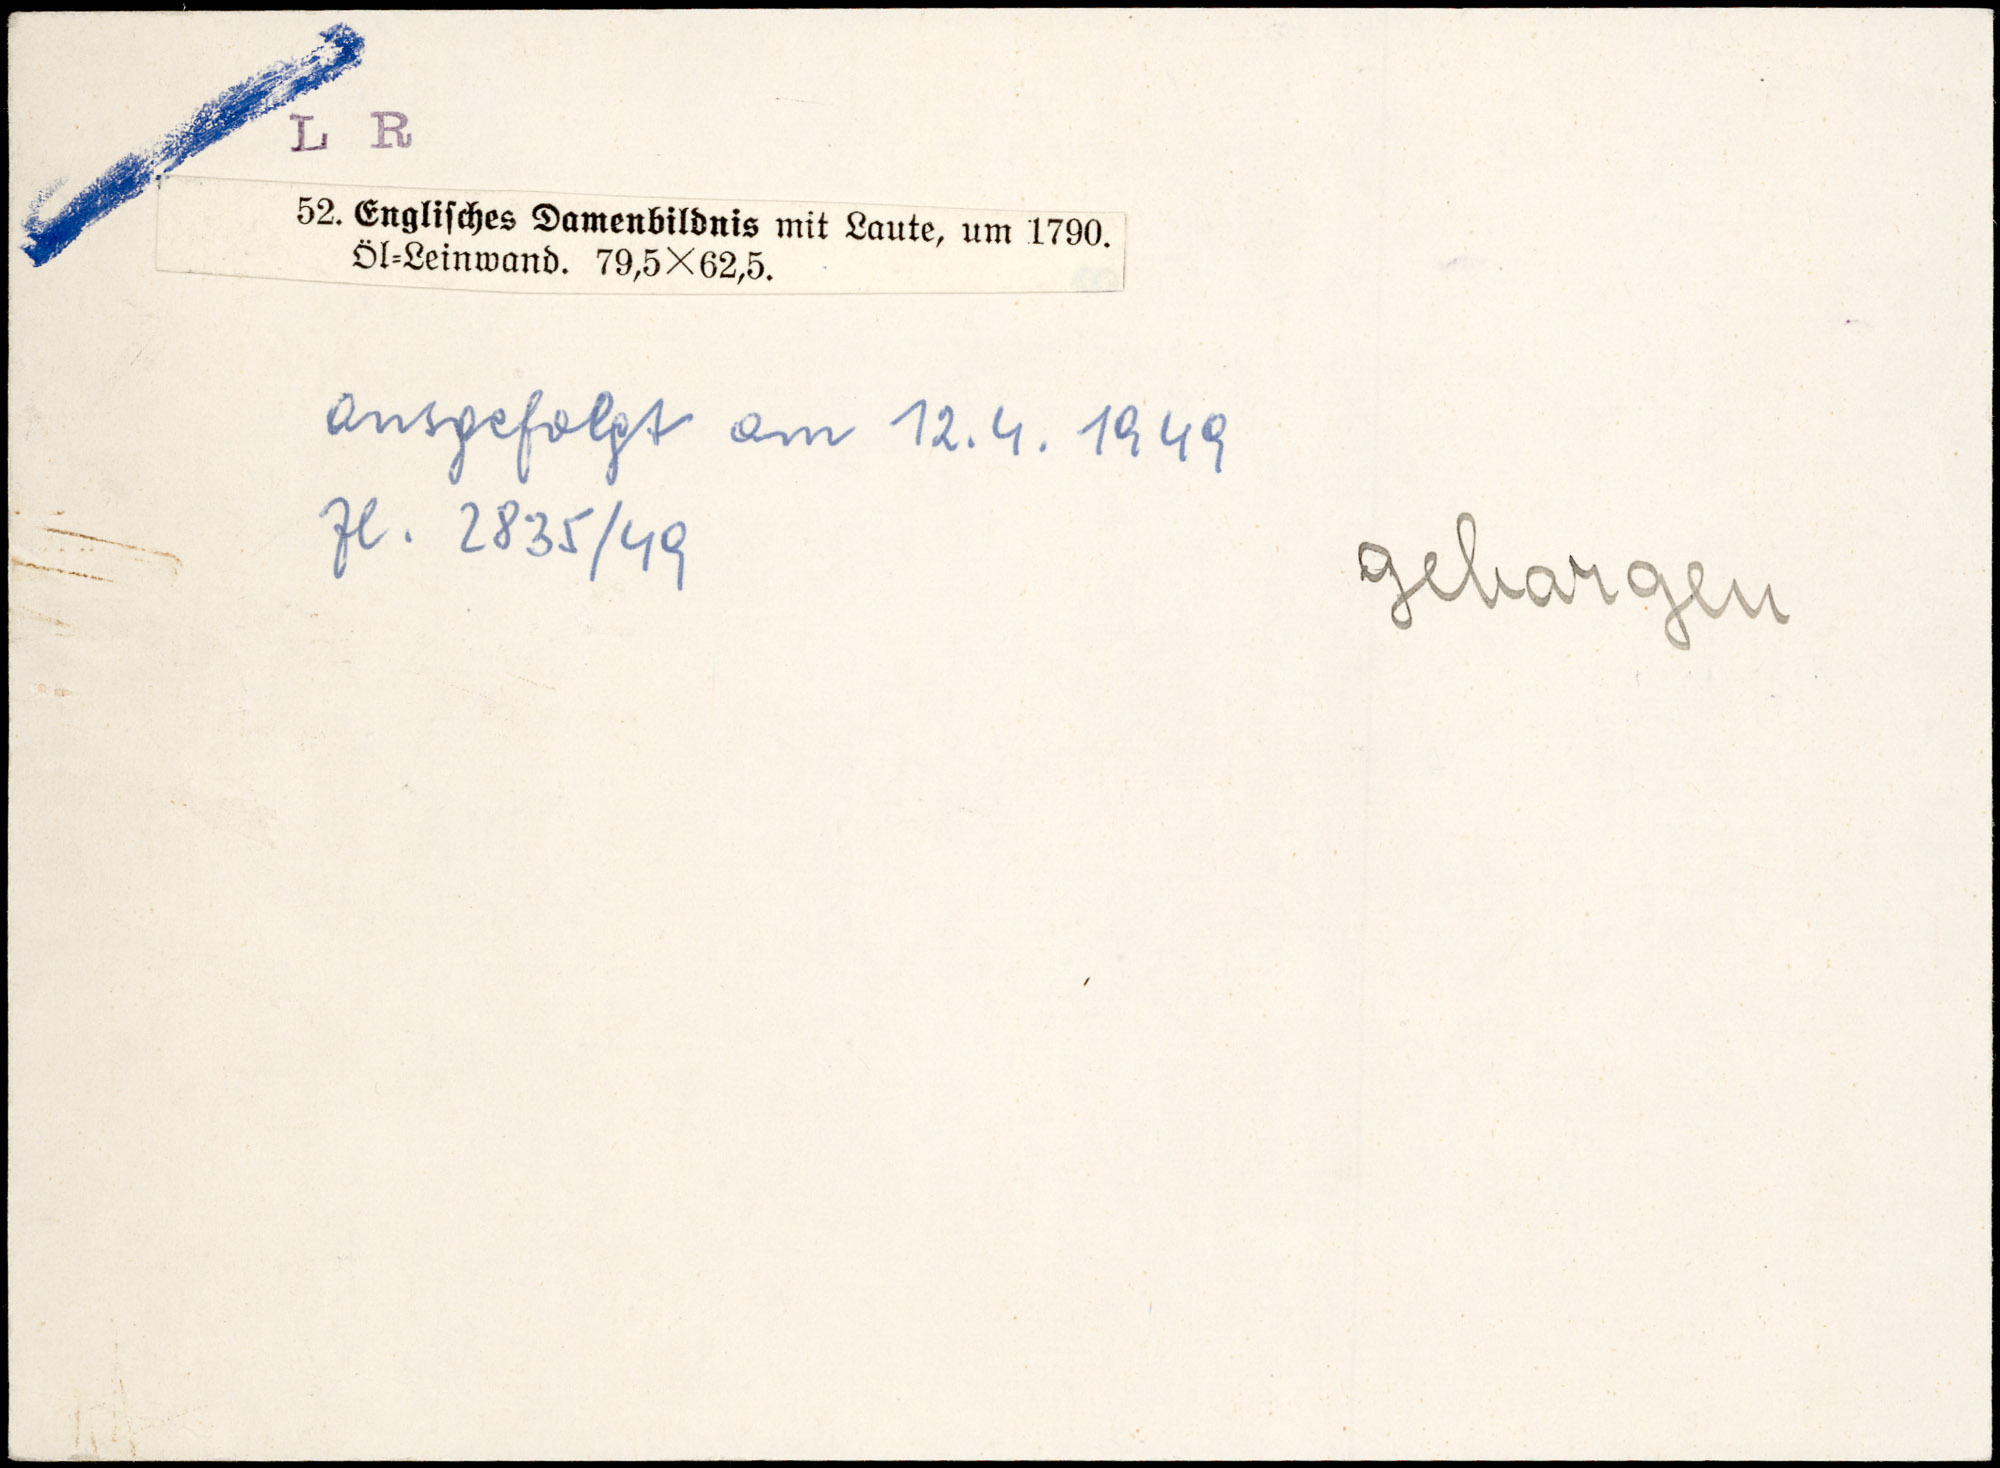 L R
52. Englisches Damenbildnis mit Laute, um 1790.
Öl-Leinwand. 79,5×62,5.
ausgefolgt am 12.4. 1949
Zl. 2835/49
geborgen